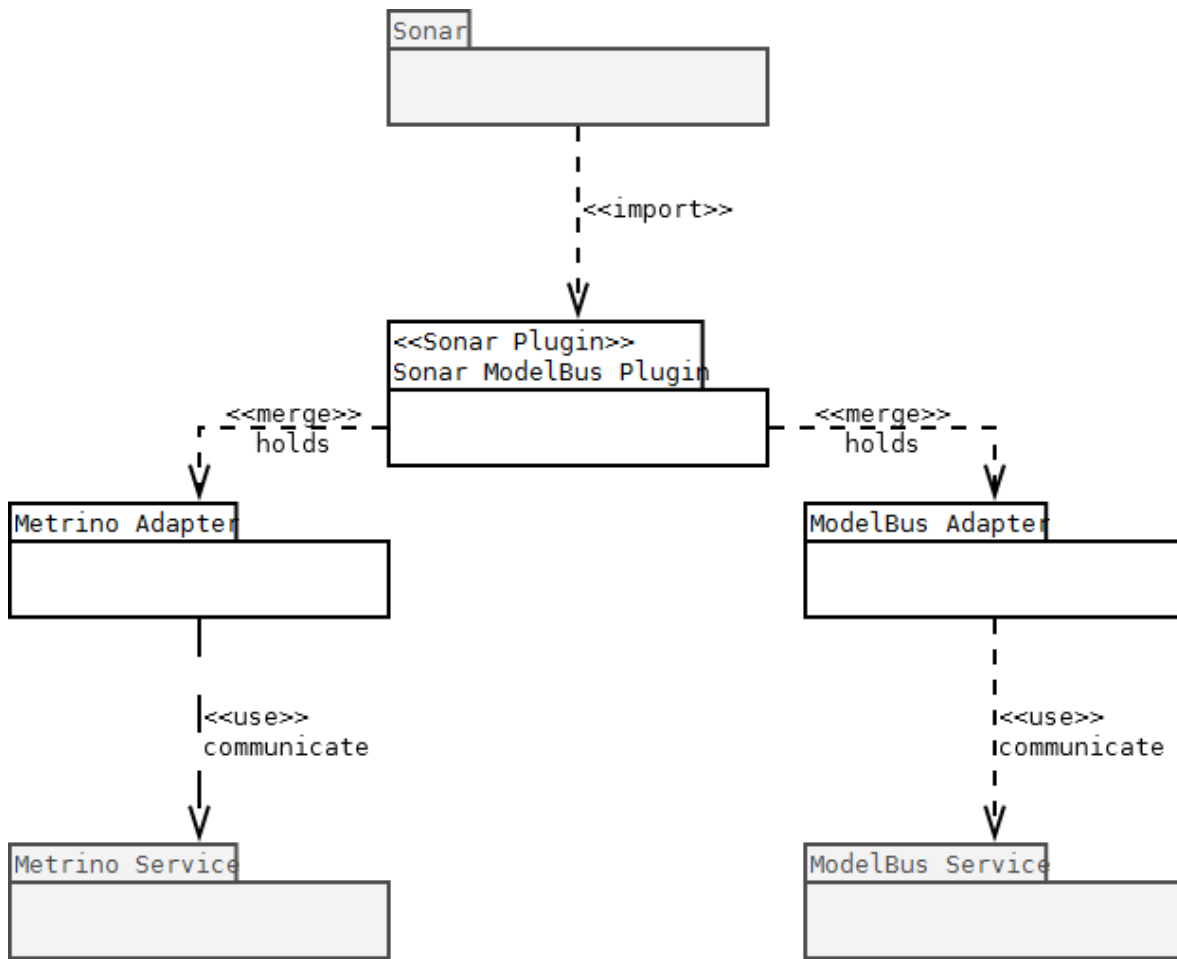 Sonar
<<import>>
<<Sonar Plugin>>
Sonar ModelBus Plugin
<<merge>>
holds
<<merge>>
holds
Metrino Adapter
ModelBus Adapter
<<use>>
communicate
<<use>>
communicate
Metrino Service
ModelBus Service